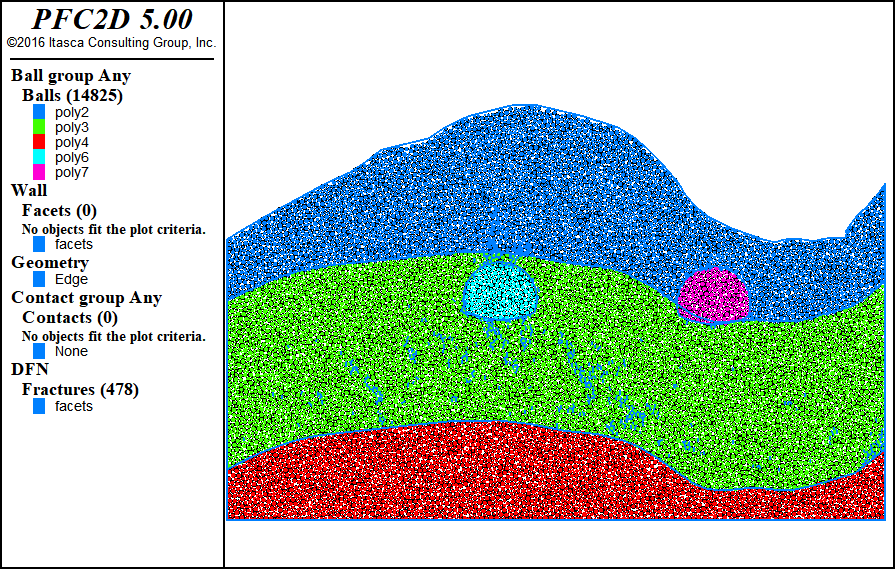 PFC2D 5.00
©2016 Itasca Consulting Group, Inc.
Ball group Any
Balls (14825)
poly2
poly3
poly4
poly6
poly7
Wall
Facets (0)
No objects fit the plot criteria.
facets
Geometry
Edge
Contact group Any
Contacts (0)
No objects fit the plot criteria.
None
DFN
Fractures (478)
facets